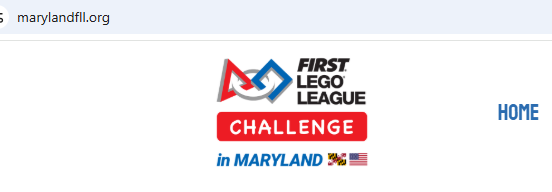 marylandfll.org
FIRST
LEGO
LEAGUE
CHALLENGE
HOME
in MARYLAND